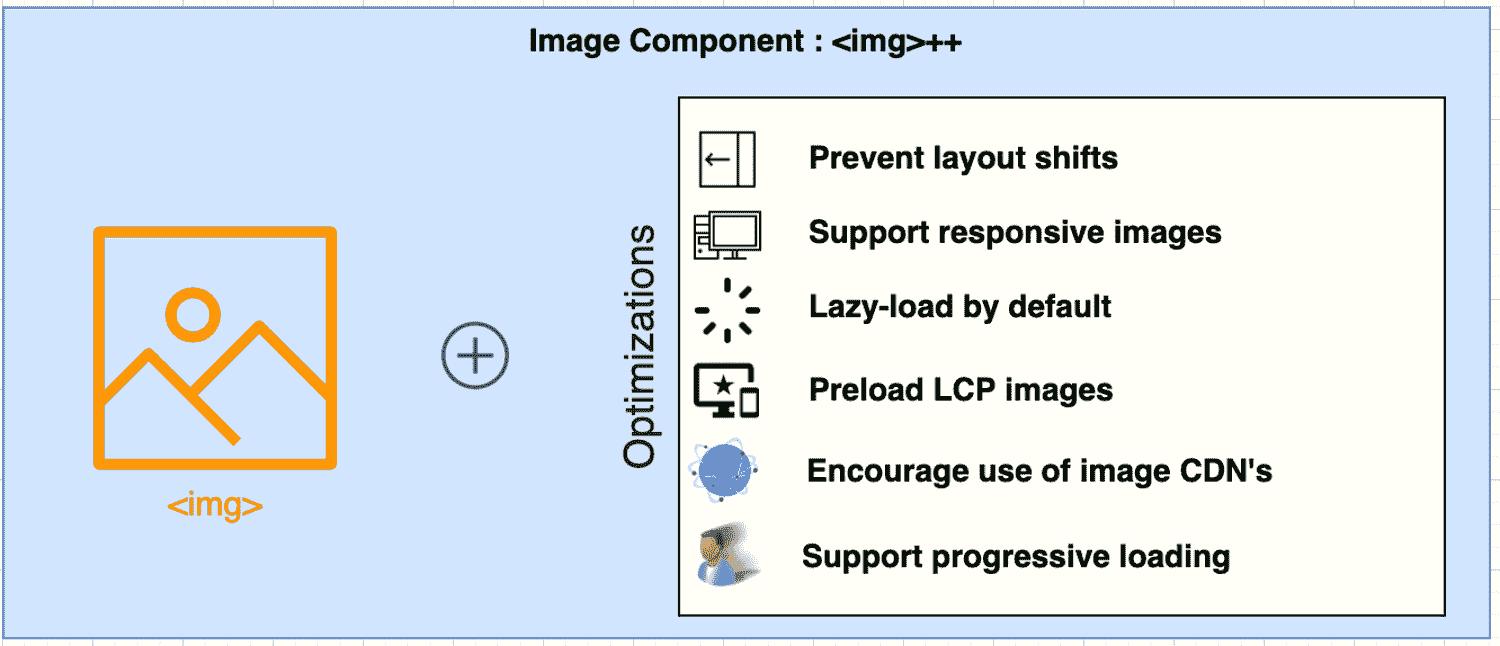 Image Component : <img>++
<img>
Optimizations
Prevent layout shifts
Support responsive images
Lazy-load by default
Preload LCP images
Encourage use of image CDN's
Support progressive loading